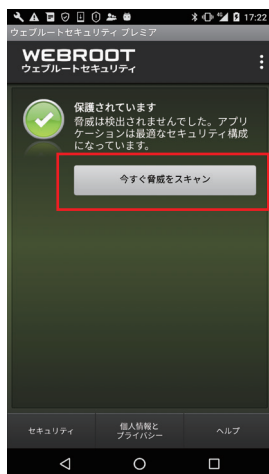 17:22
ウェブルートセキュリティ プレミア
WEBROOT
ウェブルートセキュリティ
保護されています
脅威は検出されませんでした。アプリ
ケーションは最適なセキュリティ構成
になっています。
今すぐ脅威をスキャン
セキュリティ
個人情報と
プライバシー
ヘルプ